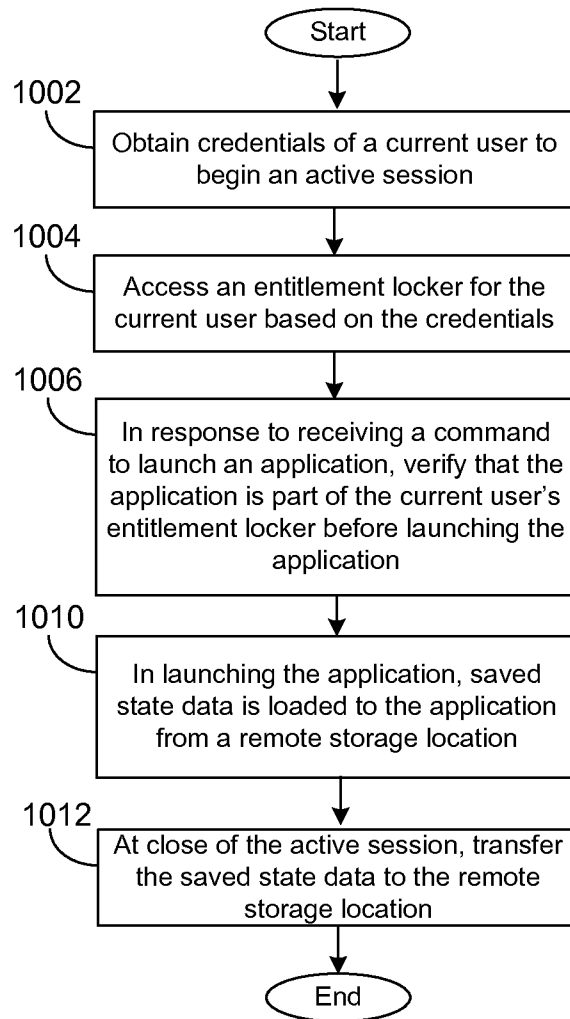 Start
1002
Obtain credentials of a current user to
begin an active session
1004
Access an entitlement locker for the
current user based on the credentials
1006
In response to receiving a command
to launch an application, verify that the
application is part of the current user's
entitlement locker before launching the
application
1010
In launching the application, saved
state data is loaded to the application
from a remote storage location
1012
At close of the active session, transfer
the saved state data to the remote
storage location
End